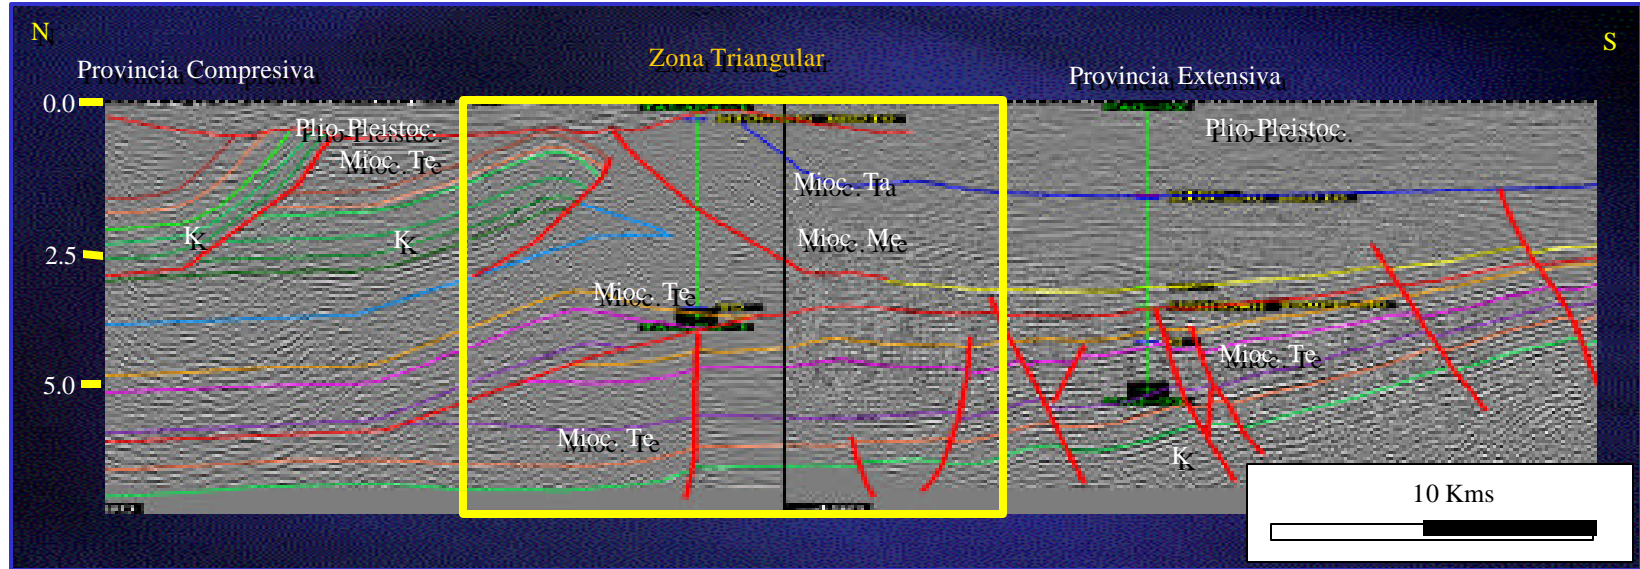 N
S
Zona Triangular
Provincia Compresiva
Provincia Extensiva
0.0
Plio-Pleistoc.
Plio-Pleistoc.
Mioc. Te
Mioc. Ta
K
K
Mioc. Me
2.5
Mioc. Te
Mioc. Te
5.0
Mioc. Te
K
10 Kms